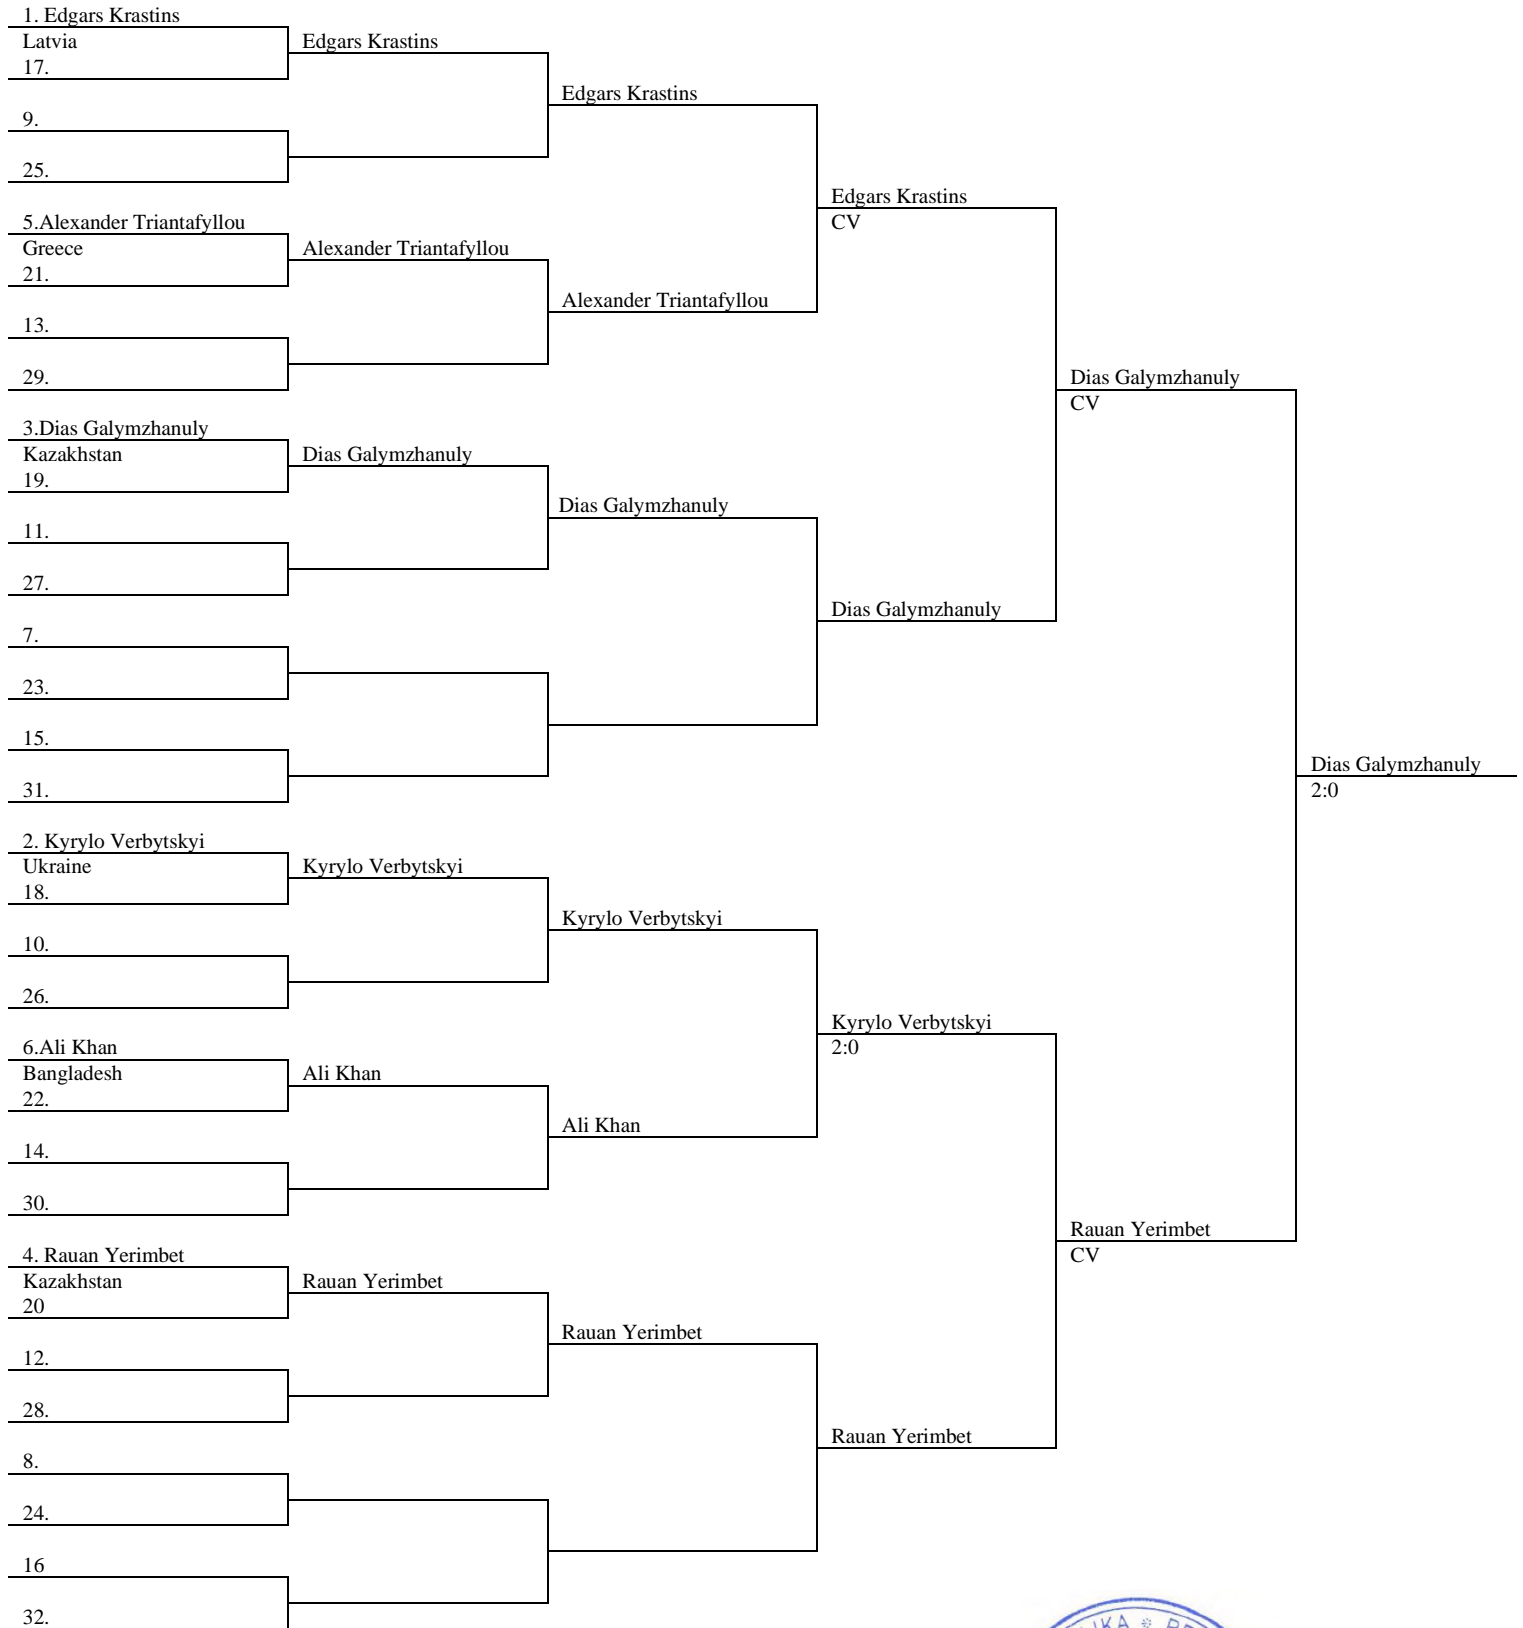 1. Edgars Krastins
Latvia
Edgars Krastins
17.
Edgars Krastins
9.
25.
Edgars Krastins
5.Alexander Triantafyllou
CV
Greece
Alexander Triantafyllou
21.
Alexander Triantafyllou
13.
29.
Dias Galymzhanuly
CV
3.Dias Galymzhanuly
Kazakhstan
Dias Galymzhanuly
19.
Dias Galymzhanuly
11.
27.
Dias Galymzhanuly
7.
23.
15.
Dias Galymzhanuly
31.
2:0
2. Kyrylo Verbytskyi
Ukraine
Kyrylo Verbytskyi
18.
Kyrylo Verbytskyi
10.
26.
Kyrylo Verbytskyi
6.Ali Khan
2:0
Bangladesh
Ali Khan
22.
Ali Khan
14.
30.
Rauan Yerimbet
4. Rauan Yerimbet
CV
Kazakhstan
Rauan Yerimbet
20
Rauan Yerimbet
12.
28.
Rauan Yerimbet
8.
24.
16
32.